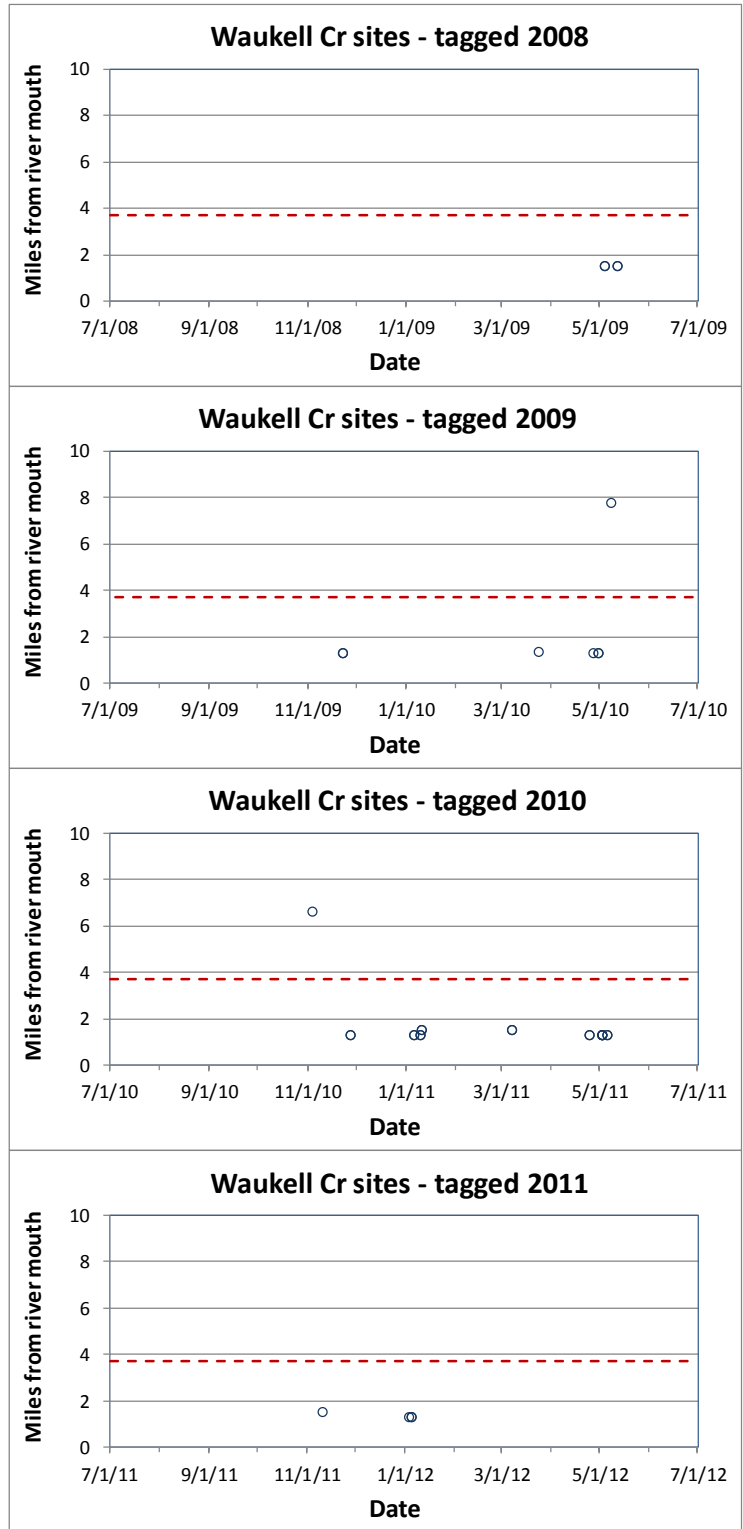 Waukell Cr sites - tagged 2008
Miles from river mouth
10
8
6
4
2
0
7/1/08 9/1/08 11/1/08 1/1/09 3/1/09 5/1/09 7/1/09
Date
Waukell Cr sites - tagged 2009
Miles from river mouth
10
8
6
4
2
0
7/1/09 9/1/09 11/1/09 1/1/10 3/1/10 5/1/10 7/1/10
Date
Waukell Cr sites - tagged 2010
Miles from river mouth
10
8
6
4
2
0
7/1/10 9/1/10 11/1/10 1/1/11 3/1/11 5/1/11 7/1/11
Date
Waukell Cr sites - tagged 2011
Miles from river mouth
10
8
6
4
2
0
7/1/11 9/1/11 11/1/11 1/1/12 3/1/12 5/1/12 7/1/12
Date